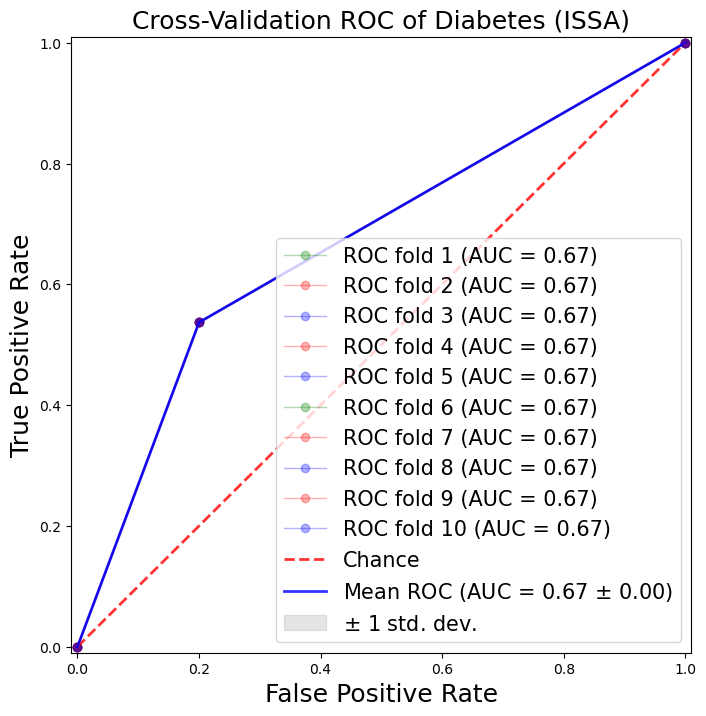 Cross-Validation ROC of Diabetes (ISSA)
1.0
0.8
0.6
0.4
0.2
0.0
True Positive Rate
ROC fold 1 (AUC = 0.67)
ROC fold 2 (AUC = 0.67)
ROC fold 3 (AUC = 0.67)
ROC fold 4 (AUC = 0.67)
ROC fold 5 (AUC = 0.67)
ROC fold 6 (AUC = 0.67)
ROC fold 7 (AUC = 0.67)
ROC fold 8 (AUC = 0.67)
ROC fold 9 (AUC = 0.67)
ROC fold 10 (AUC = 0.67)
Chance
Mean ROC (AUC = 0.67 ± 0.00)
± 1 std. dev.
0.0 0.2 0.4 0.6 0.8 1.0
False Positive Rate